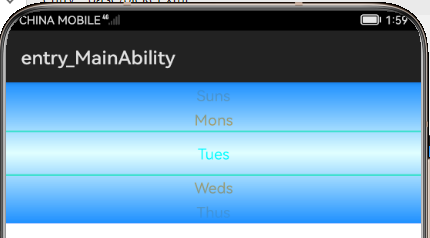 CHINA MOBILE 1:59
entry_MainAbility
Suns
Mons
Tues
Weds
Thus